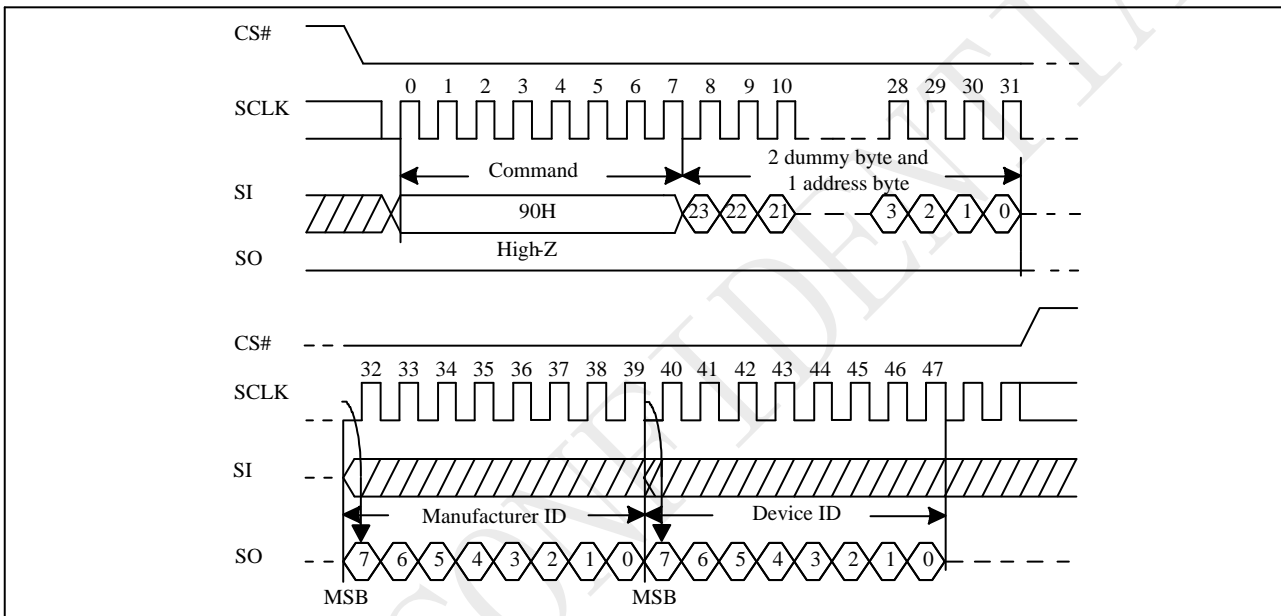 CS#
0 1 2 3 4 5 6 7 8 9 10 28 29 30 31
SCLK
Command
2 dummy byte and
1 address byte
SI
90H
23 22 21 3 2 1 0
High-Z
SO
CS#
32 33 34 35 36 37 38 39 40 41 42 43 44 45 46 47
SCLK
SI
Manufacturer ID
Device ID
SO
7 6 5 4 3 2 1 0 7 6 5 4 3 2 1 0
MSB
MSB
CONFIDENTIA